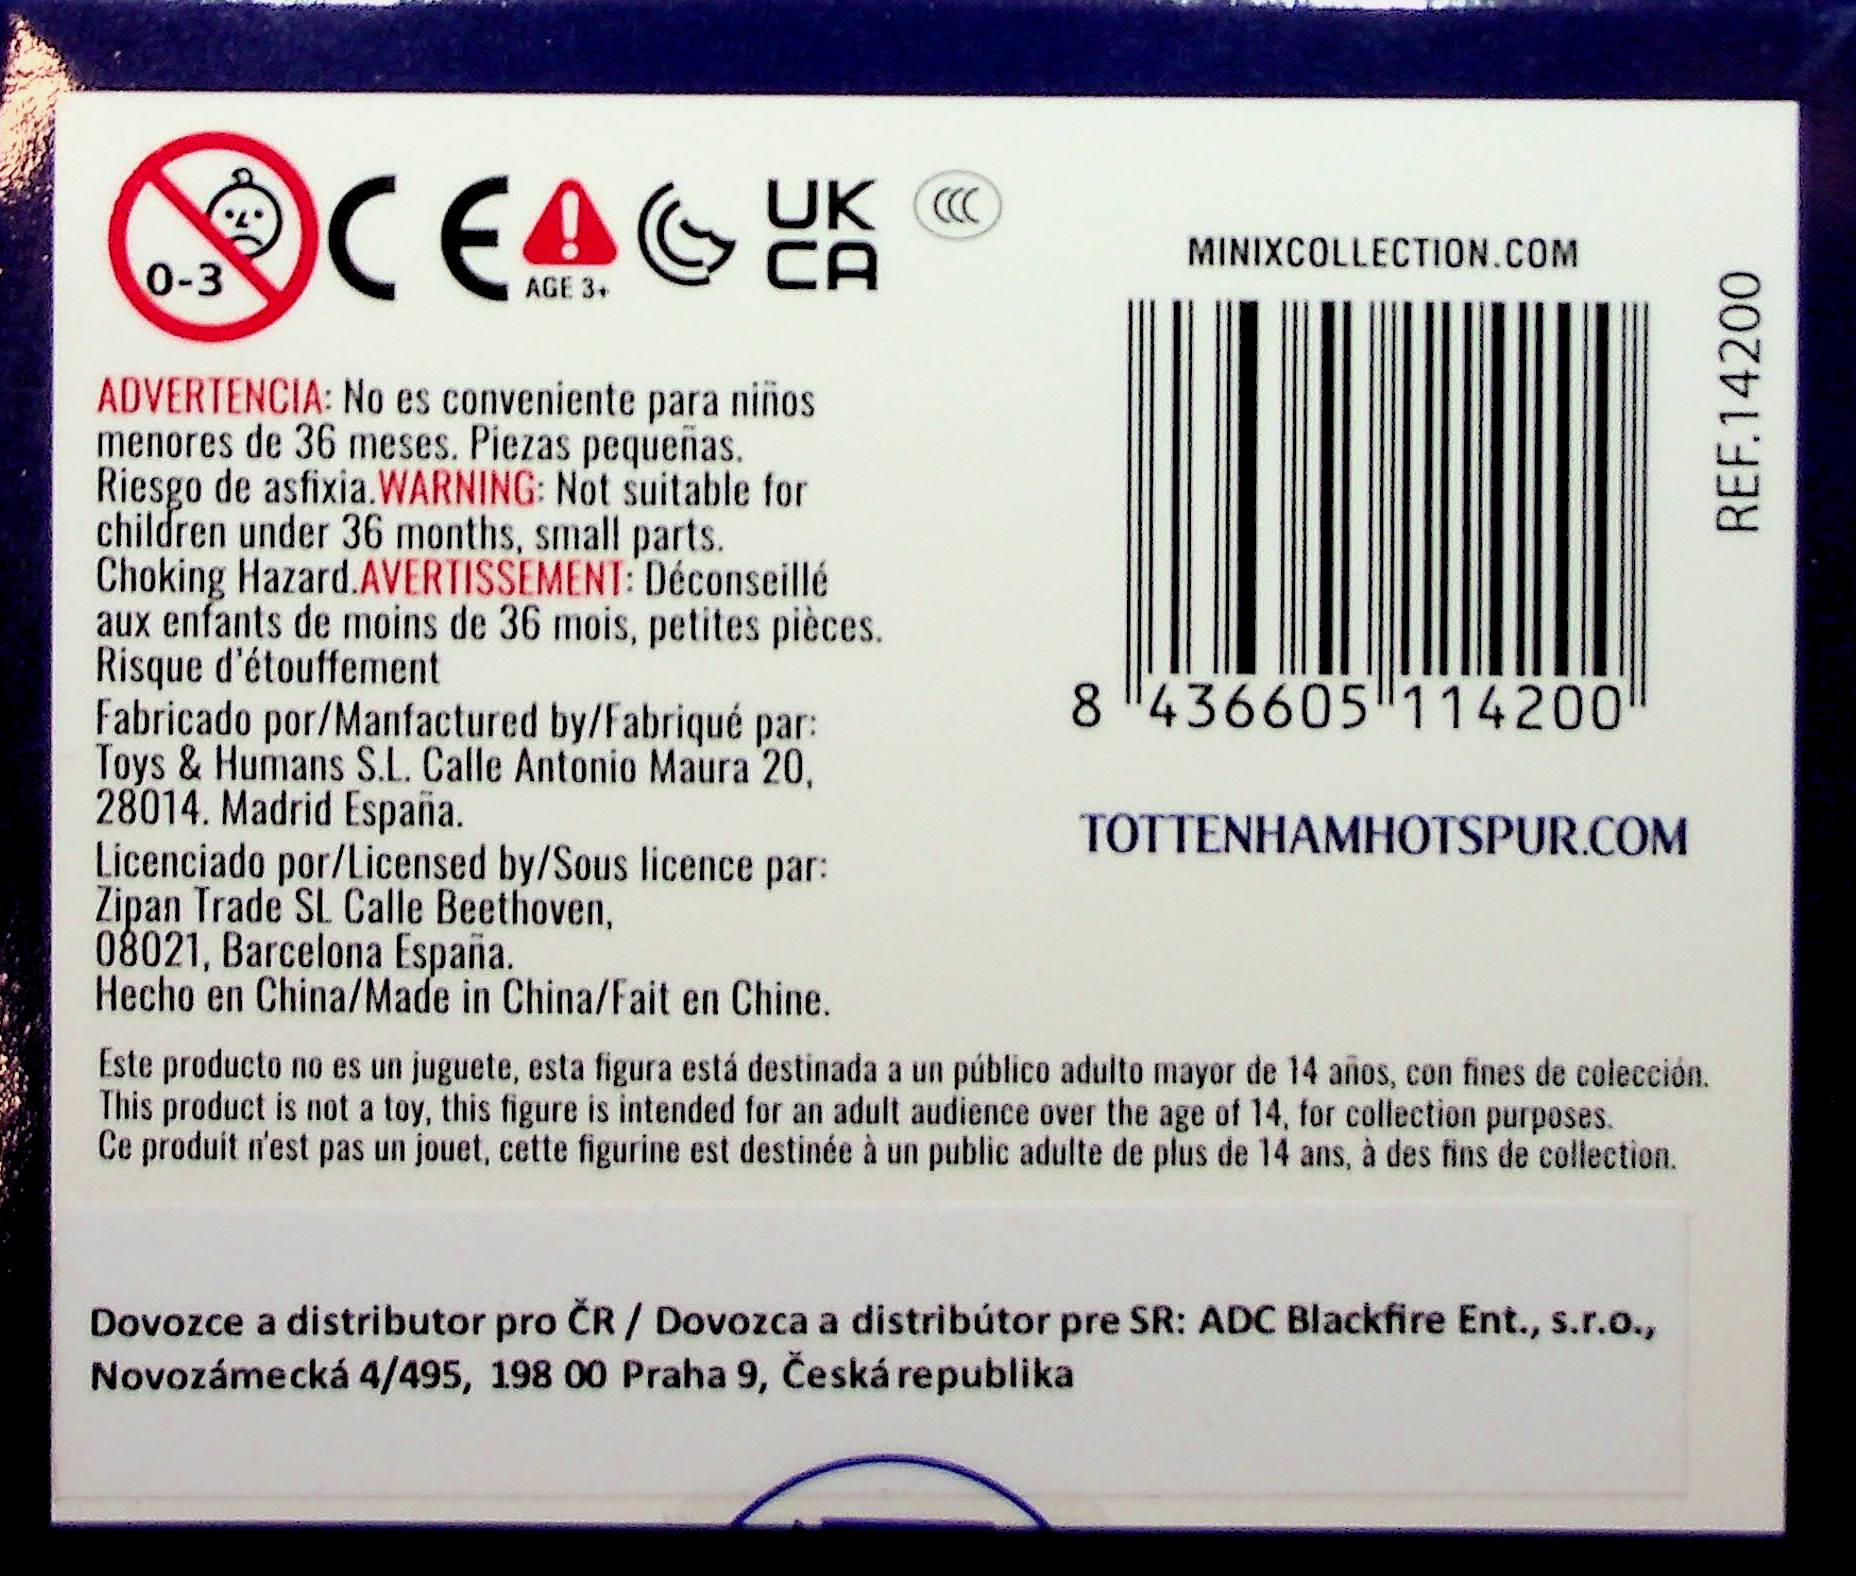 0-3
CE
AGE 3+
UK
CA
CCC
MINIXCOLLECTION.COM
REF.14200
ADVERTENCIA: No es conveniente para niños
menores de 36 meses. Piezas pequeñas.
Riesgo de asfixia.WARNING: Not suitable for
children under 36 months, small parts.
Choking Hazard.AVERTISSEMENT: Déconseillé
aux enfants de moins de 36 mois, petites pièces.
Risque d'étouffement
Fabricado por/Manfactured by/Fabriqué par:
Toys & Humans S.L. Calle Antonio Maura 20,
28014. Madrid España.
Licenciado por/Licensed by/Sous licence par:
Zipan Trade SL Calle Beethoven,
08021, Barcelona España.
Hecho en China/Made in China/Fait en Chine.
8 436605 114200
TOTTENHAMHOTSPUR.COM
Este producto no es un juguete, esta figura está destinada a un público adulto mayor de 14 años, con fines de colección.
This product is not a toy, this figure is intended for an adult audience over the age of 14, for collection purposes.
Ce produit n'est pas un jouet, cette figurine est destinée à un public adulte de plus de 14 ans, à des fins de collection.
Dovozce a distributor pro ČR / Dovozca a distribútor pre SR: ADC Blackfire Ent., s.r.o.,
Novozámecká 4/495, 198 00 Praha 9, Česká republika